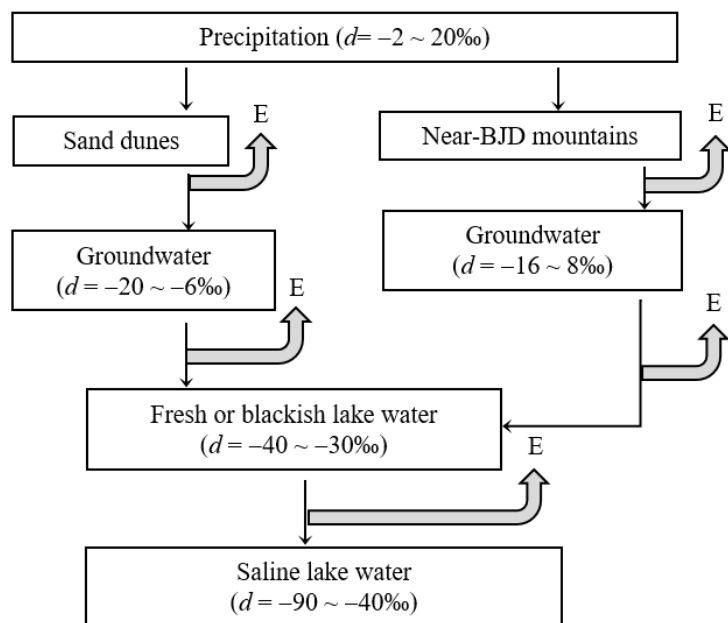 Precipitation (d= –2 ~ 20‰)
Sand dunes
E
Near-BJD mountains
E
Groundwater
(d = –20 ~ –6‰)
E
Groundwater
(d = –16 ~ 8‰)
E
Fresh or blackish lake water
(d = –40 ~ –30‰)
E
Saline lake water
(d = –90 ~ –40‰)